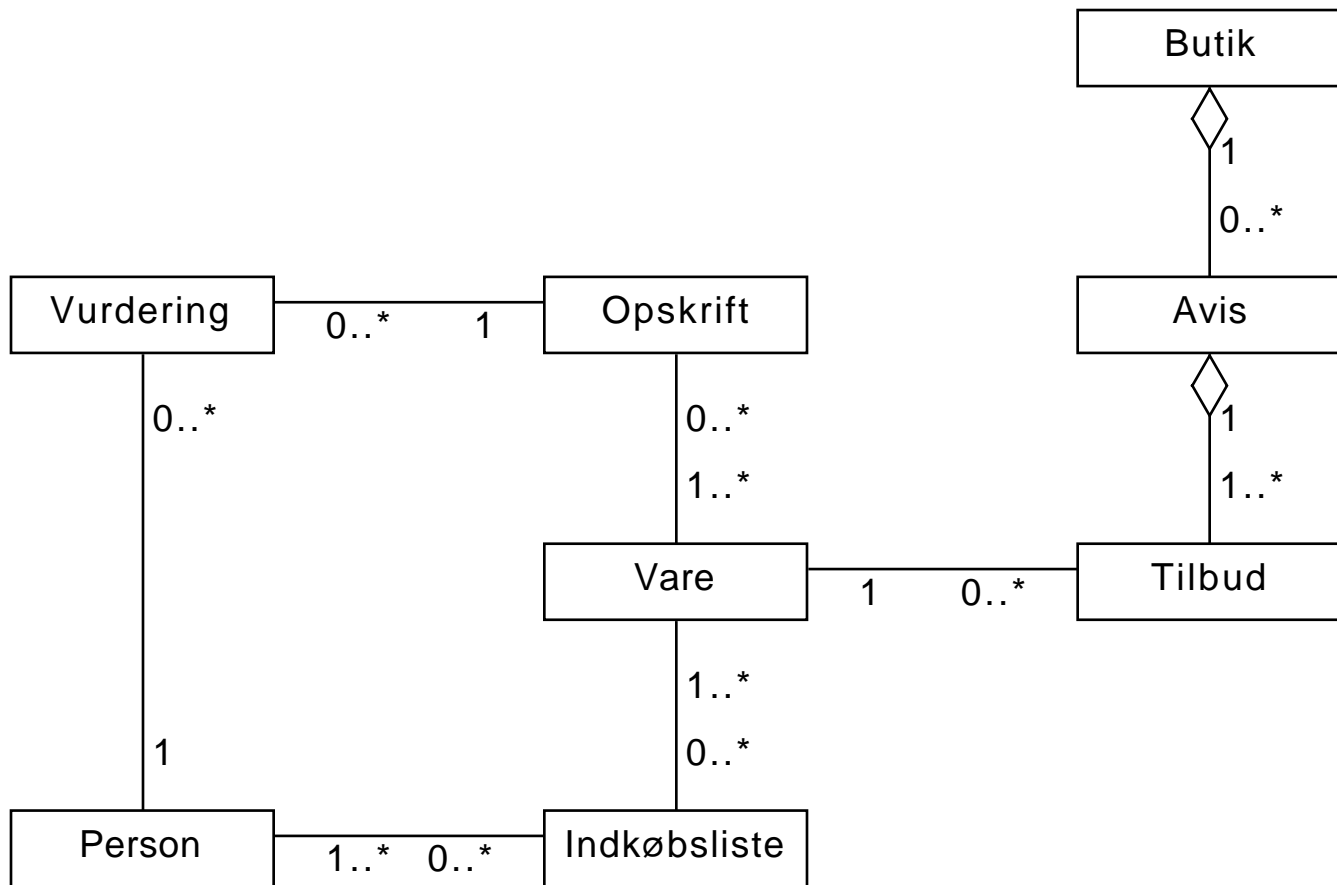 Butik
1
0..*
Vurdering
0..*
1
Opskrift
Avis
0..*
0..*
1
1..*
1..*
Vare
1
0..*
Tilbud
1..*
1
0..*
Person
1..*
0..*
Indkøbsliste